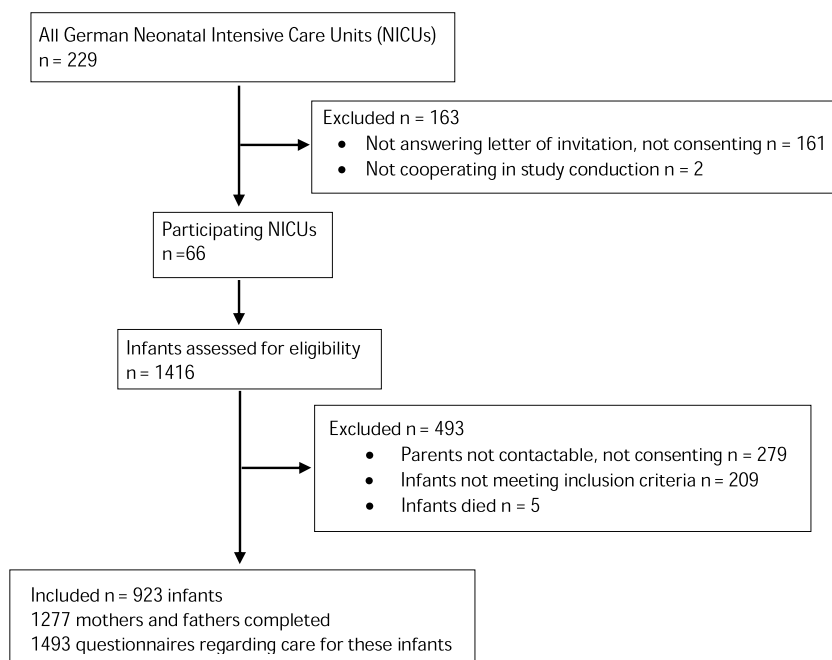 All German Neonatal Intensive Care Units (NICUs)
n = 229
Excluded n = 163
• Not answering letter of invitation, not consenting n = 161
• Not cooperating in study conduction n = 2
Participating NICUs
n =66
Infants assessed for eligibility
n = 1416
Excluded n = 493
• Parents not contactable, not consenting n = 279
• Infants not meeting inclusion criteria n = 209
• Infants died n = 5
Included n = 923 infants
1277 mothers and fathers completed
1493 questionnaires regarding care for these infants